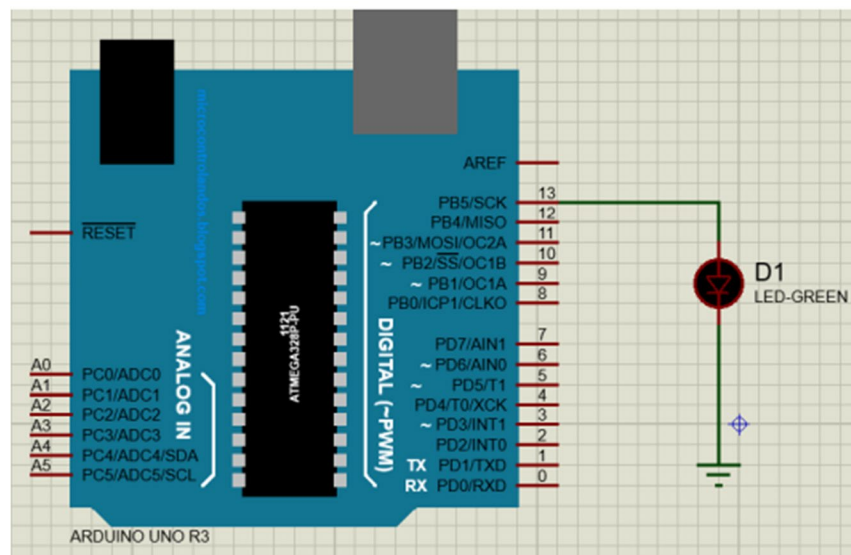 microcontrolandos.blogspot.com
AREF
RESET
PB5/SCK 13
PB4/MISO 12
~PB3/MOSI/OC2A 11
~ PB2/SS/OC1B 10
~ PB1/OC1A 9
PB0/ICP1/CLKO 8
1121
ATMEGA328P-PU
DIGITAL (~PWM)
ANALOG IN
PD7/AIN1 7
~PD6/AIN0 6
~ PD5/T1 5
PD4/T0/XCK 4
~PD3/INT1 3
PD2/INT0 2
TX PD1/TXD 1
RX PD0/RXD 0
A0 PC0/ADC0
A1 PC1/ADC1
A2 PC2/ADC2
A3 PC3/ADC3
A4 PC4/ADC4/SDA
A5 PC5/ADC5/SCL
ARDUINO UNO R3
D1
LED-GREEN